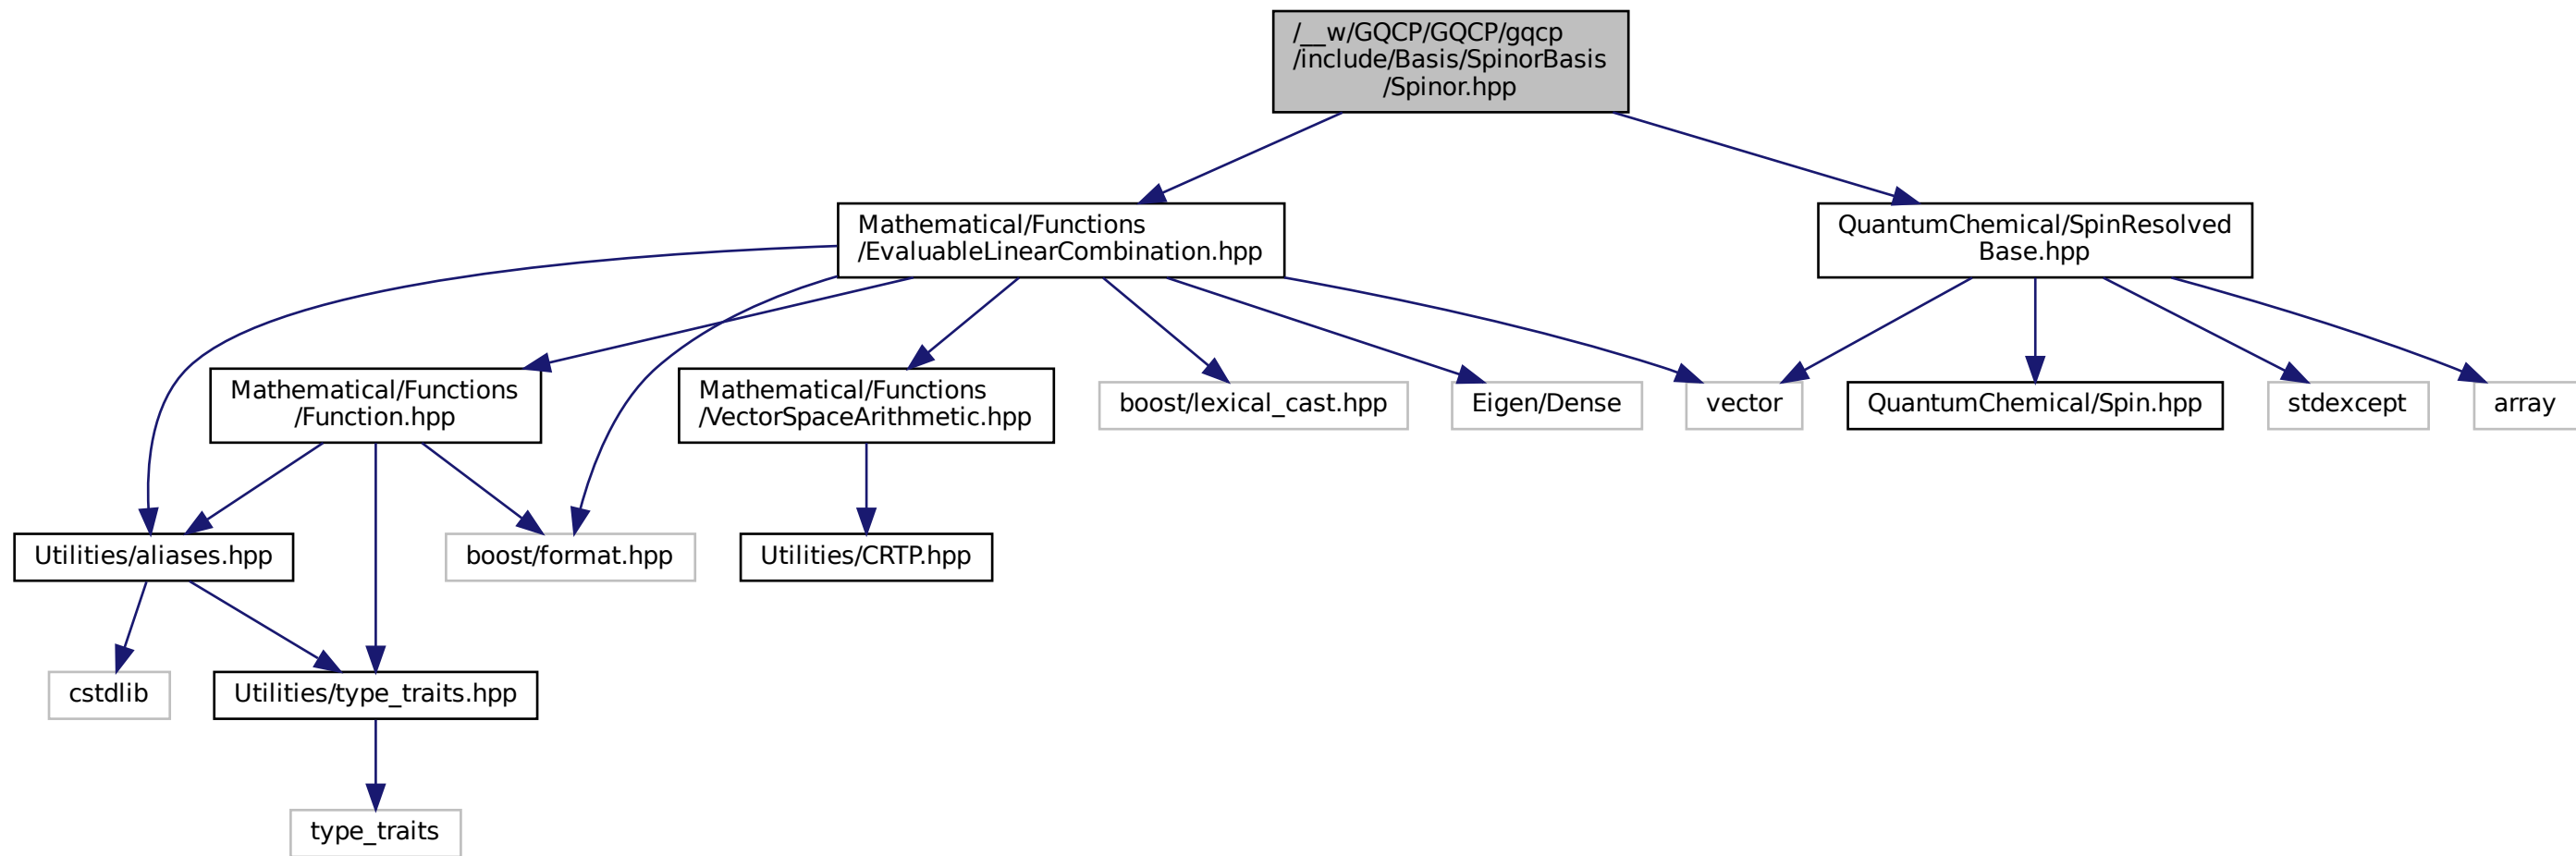 /__w/GQCP/GQCP/gqcp
/include/Basis/SpinorBasis
/Spinor.hpp
Mathematical/Functions
/EvaluableLinearCombination.hpp
QuantumChemical/SpinResolved
Base.hpp
Mathematical/Functions
/Function.hpp
Mathematical/Functions
/VectorSpaceArithmetic.hpp
boost/lexical_cast.hpp
Eigen/Dense
vector
QuantumChemical/Spin.hpp
stdexcept
array
Utilities/aliases.hpp
boost/format.hpp
Utilities/CRTP.hpp
cstdlib
Utilities/type_traits.hpp
type_traits